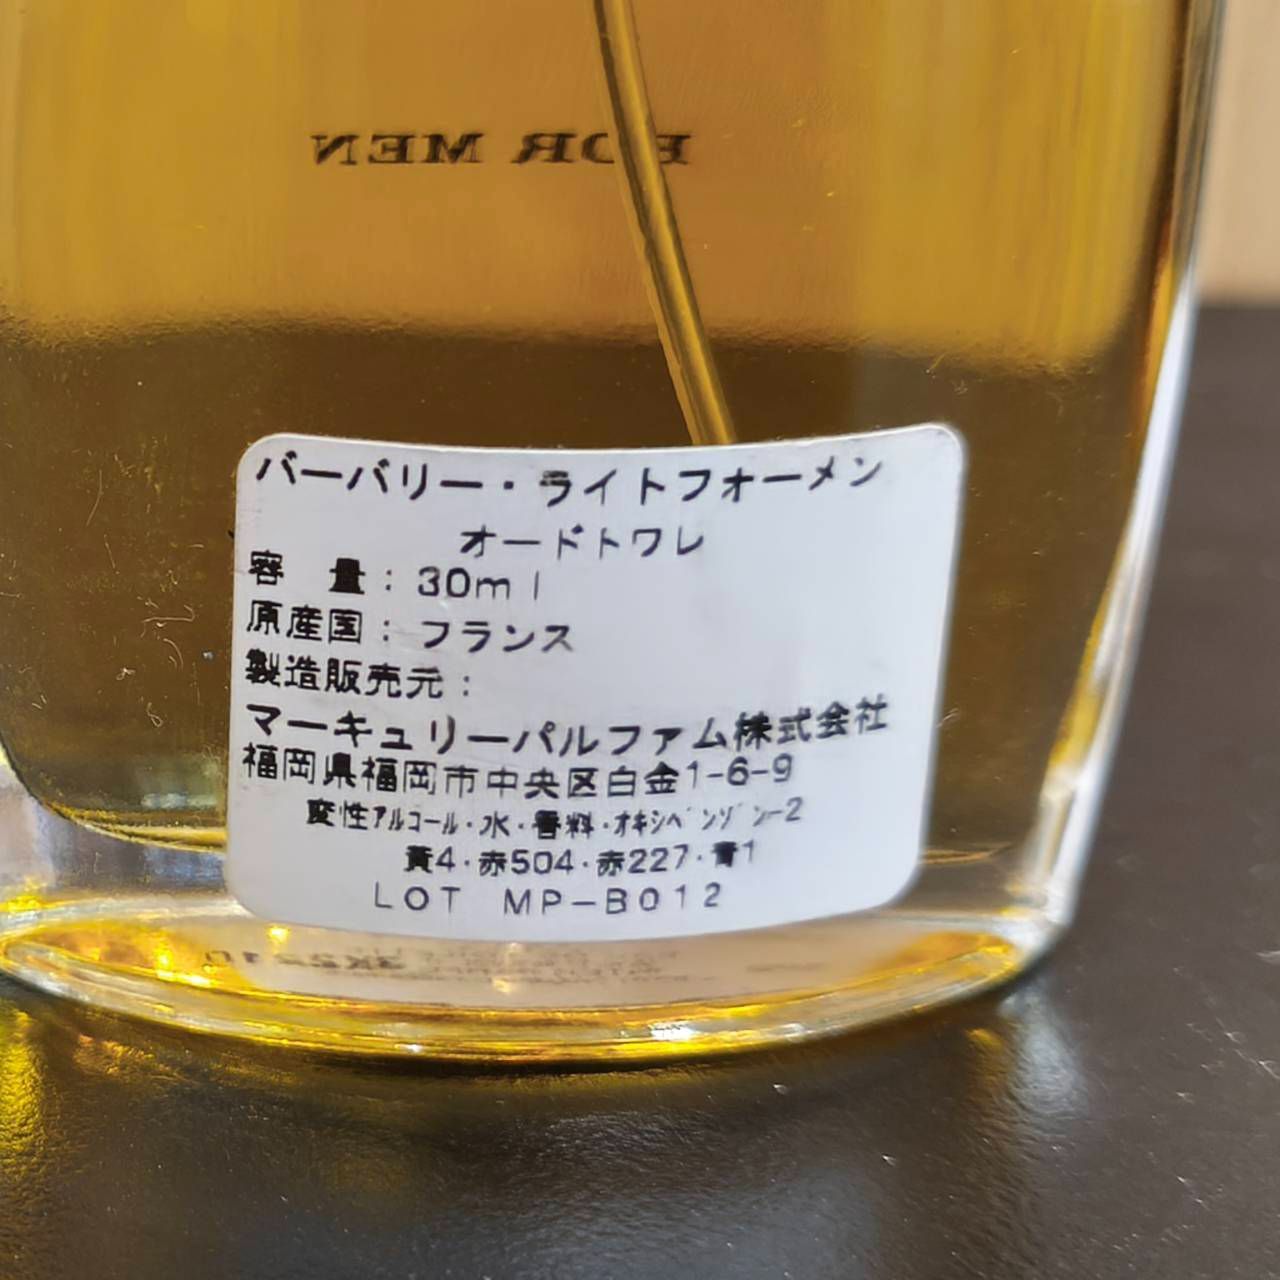 FOR MEN
バーバリー・ライトフォーメン
オードトワレ
容 量：30ml
原産国：フランス
製造販売元：
マーキュリーパルファム株式会社
福岡県福岡市中央区白金1-6-9
変性アルコール・水・香料・オキシベンゾン-2
黄4・赤504・赤227・青1
LOT MP-B012